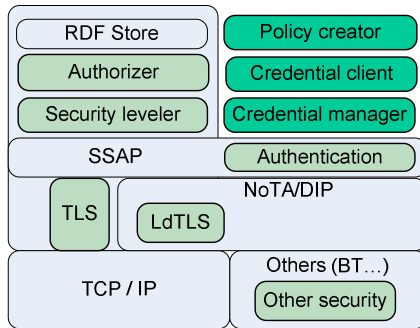 RDF Store
Policy creator
Authorizer
Credential client
Security leveler
Credential manager
SSAP
Authentication
NoTA/DIP
TLS
LdTLS
TCP / IP
Others (BT...)
Other security